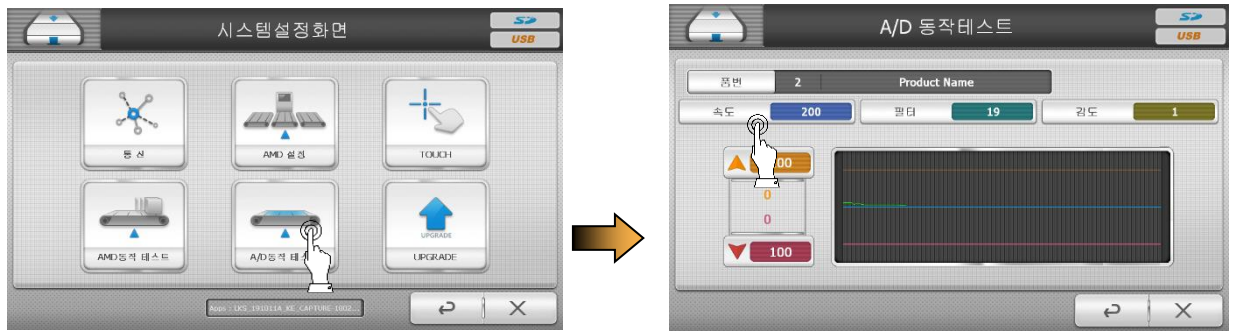 시스템설정화면
SD
USB
통 신
AMD 설정
TOUCH
AMD동작 테스트
A/D동작 테스
UPGRADE
UPGRADE
A/D 동작테스트
SD
USB
품번 2 Product Name
속도 200 필터 19 감도 1
00
0
0
100